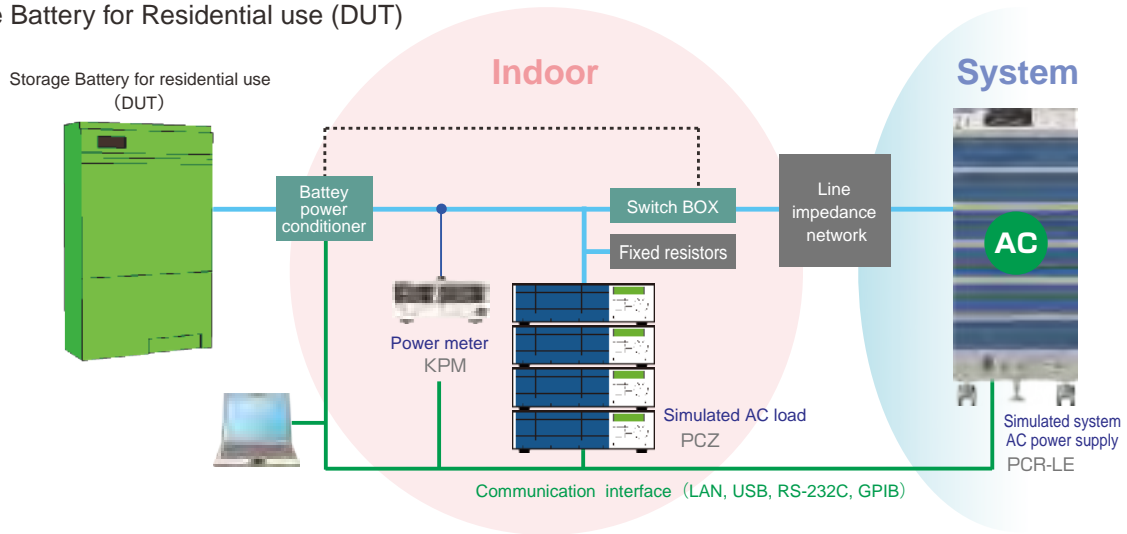 Battery for Residential use (DUT)
Storage Battery for residential use
（DUT）
Indoor
System
Battey
power
conditioner
Switch BOX
Fixed resistors
Line
impedance
network
AC
Power meter
KPM
Simulated AC load
PCZ
Simulated system
AC power supply
PCR-LE
Communication interface（LAN, USB, RS-232C, GPIB）